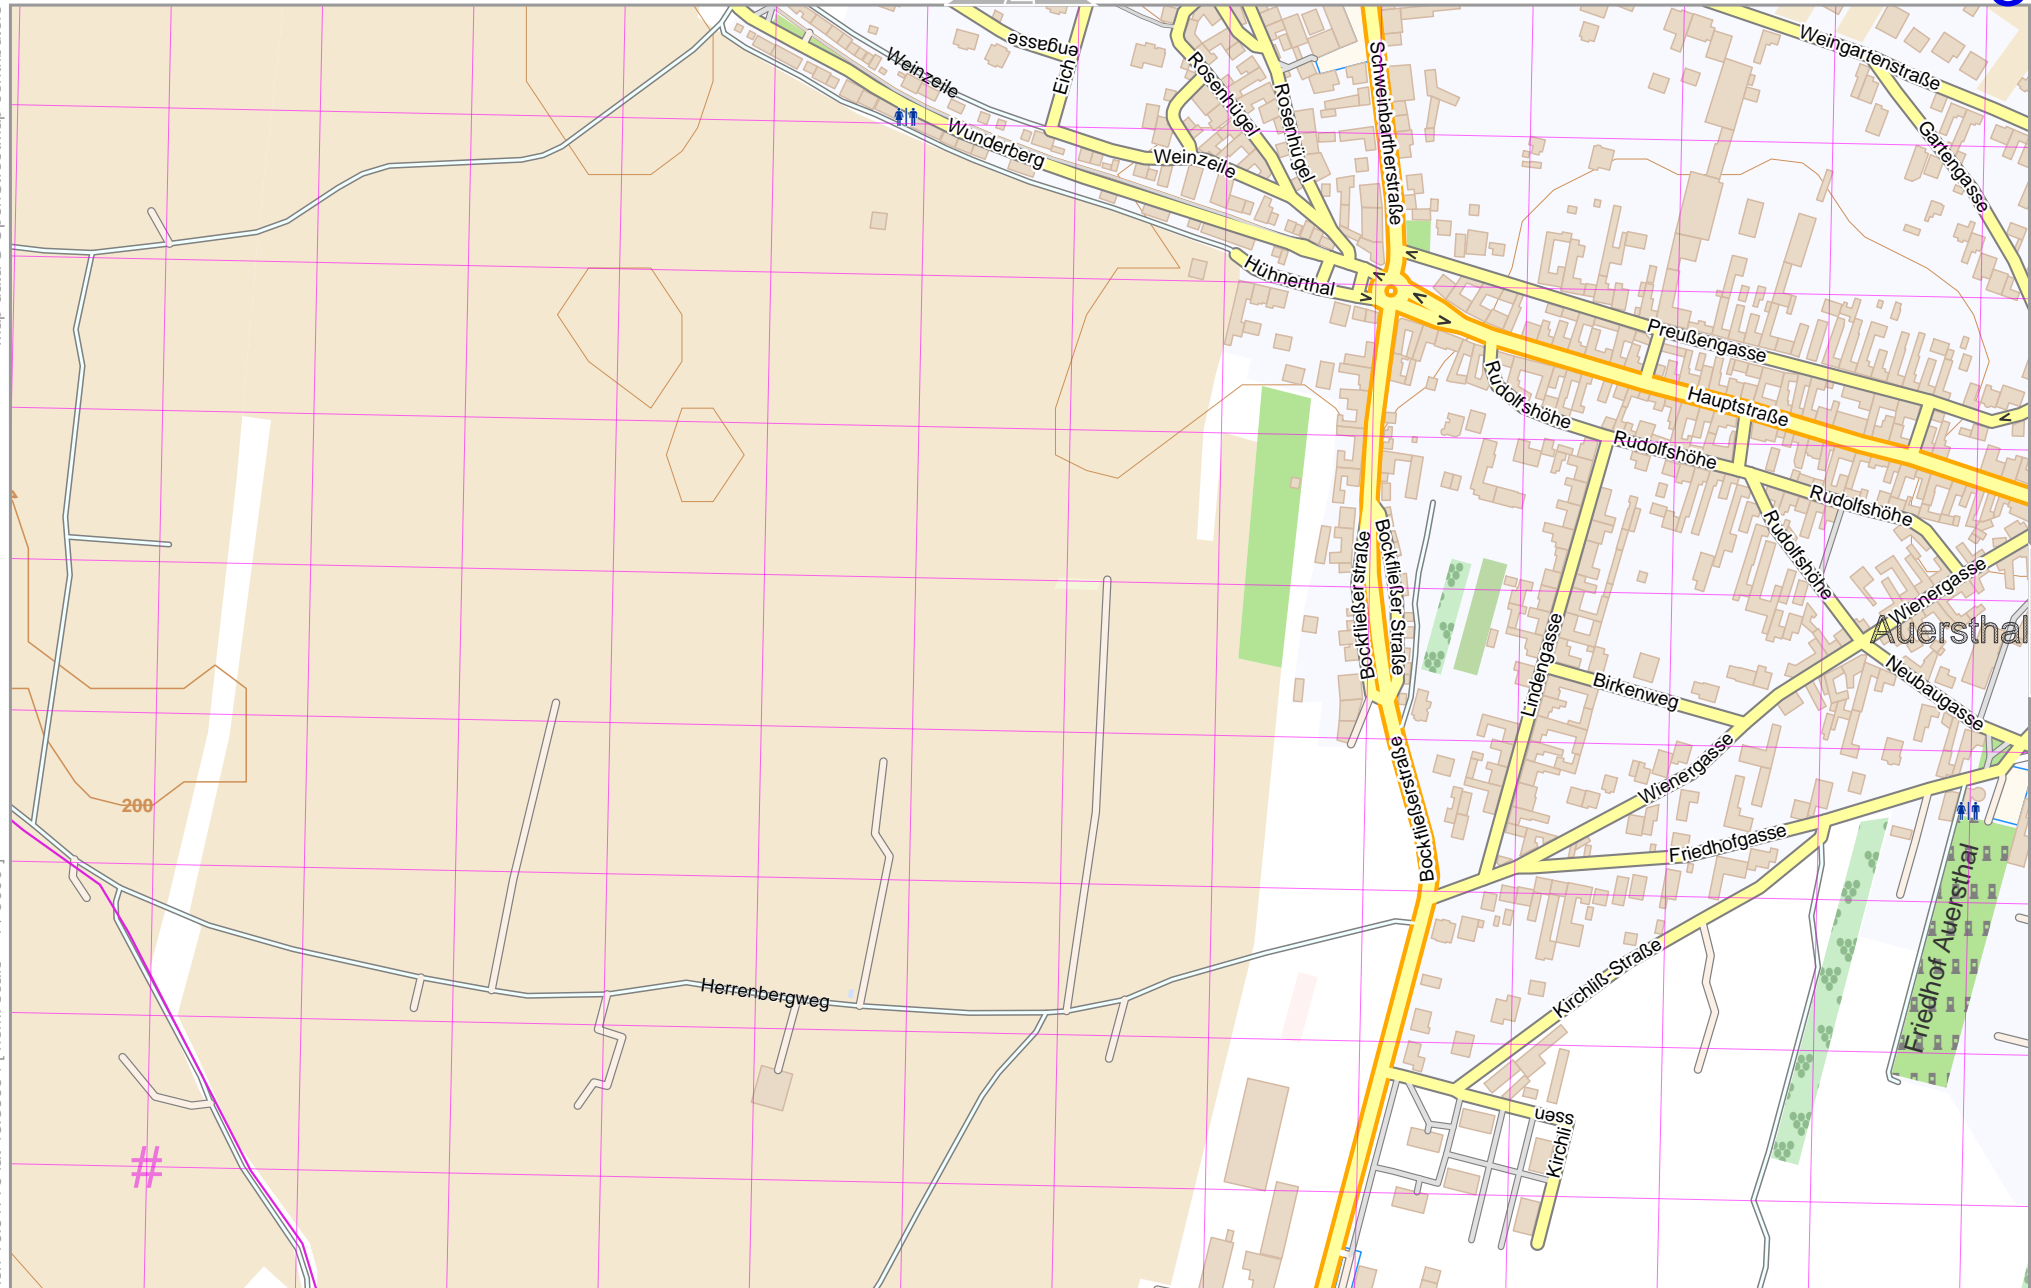 engasse
Eich
Weinzeile
Wunderberg
Weinzeile
Rosenhügel
Rosenhügel
Schweinbartherstraße
Weingartenstraße
Gartengasse
Hühnerthal
Preußengasse
Hauptstraße
Rudolfshöhe
Rudolfshöhe
Rudolfshöhe
Rudolfshöhe
Wienergasse
Auersthal
Bockfließerstraße
Bockfließer Straße
Lindengasse
Birkenweg
Neubaugasse
Wienergasse
Bockfließerstraße
200
Friedhofgasse
Friedhof Auersthal
Kirchliß-Straße
Herrenbergweg
ssen
Kirchli
#